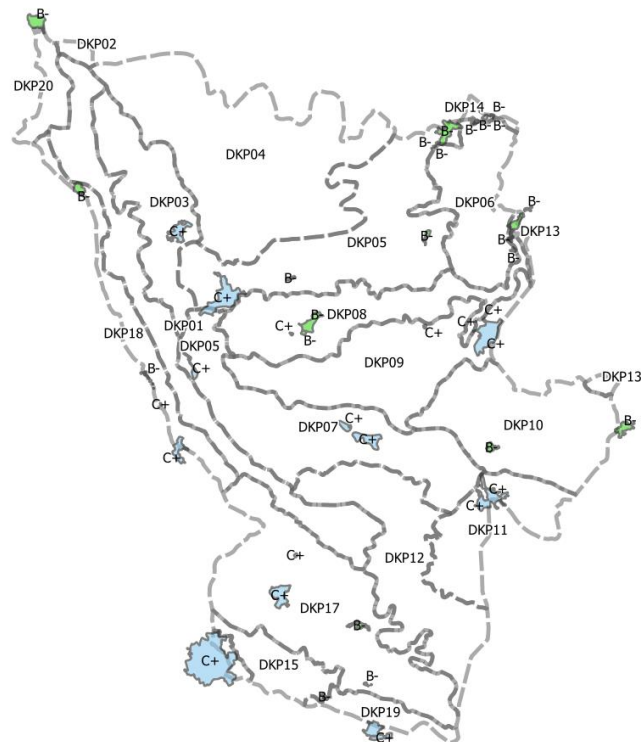 B-
DKP02
DKP20
DKP14
B-
B-
B-
B-
B-
B-
B-
DKP04
B-
DKP03
DKP06
B-
C+
DKP05
B-
B-
DKP13
B-
B-
C+
C+
DKP01
C+
B-
DKP08
B-
C+
C+
C+
DKP18
DKP05
DKP09
B-
C+
DKP13
C+
C+
DKP07
C+
DKP10
B-
C+
B-
C+
C+
DKP11
C+
DKP12
C+
DKP17
B-
C+
DKP15
B-
B-
DKP19
C+